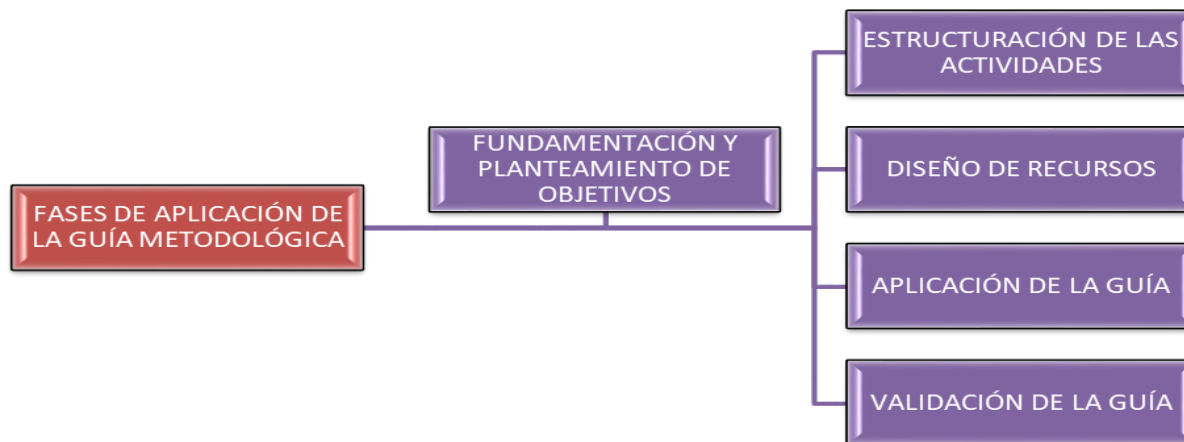 FASES DE APLICACIÓN DE
LA GUÍA METODOLÓGICA
FUNDAMENTACIÓN Y
PLANTEAMIENTO DE
OBJETIVOS
ESTRUCTURACIÓN DE LAS
ACTIVIDADES
DISEÑO DE RECURSOS
APLICACIÓN DE LA GUÍA
VALIDACIÓN DE LA GUÍA